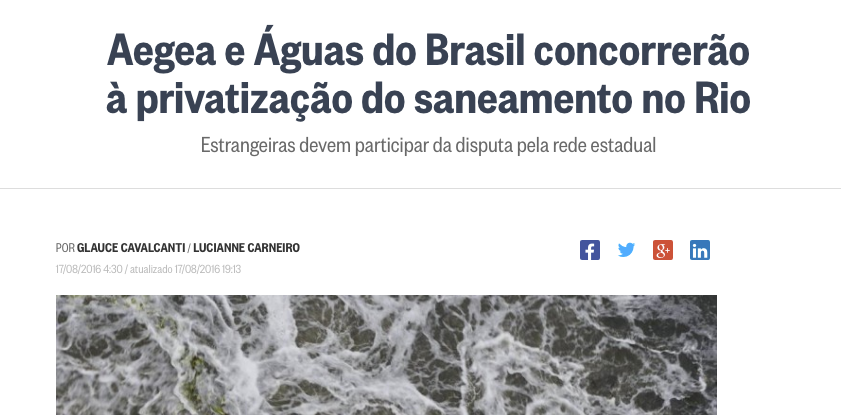 Aegea e Águas do Brasil concorrerão
à privatização do saneamento no Rio
Estrangeiras devem participar da disputa pela rede estadual
POR GLAUCE CAVALCANTI / LUCIANNE CARNEIRO
17/08/2016 4:30 / atualizado 17/08/2016 19:13